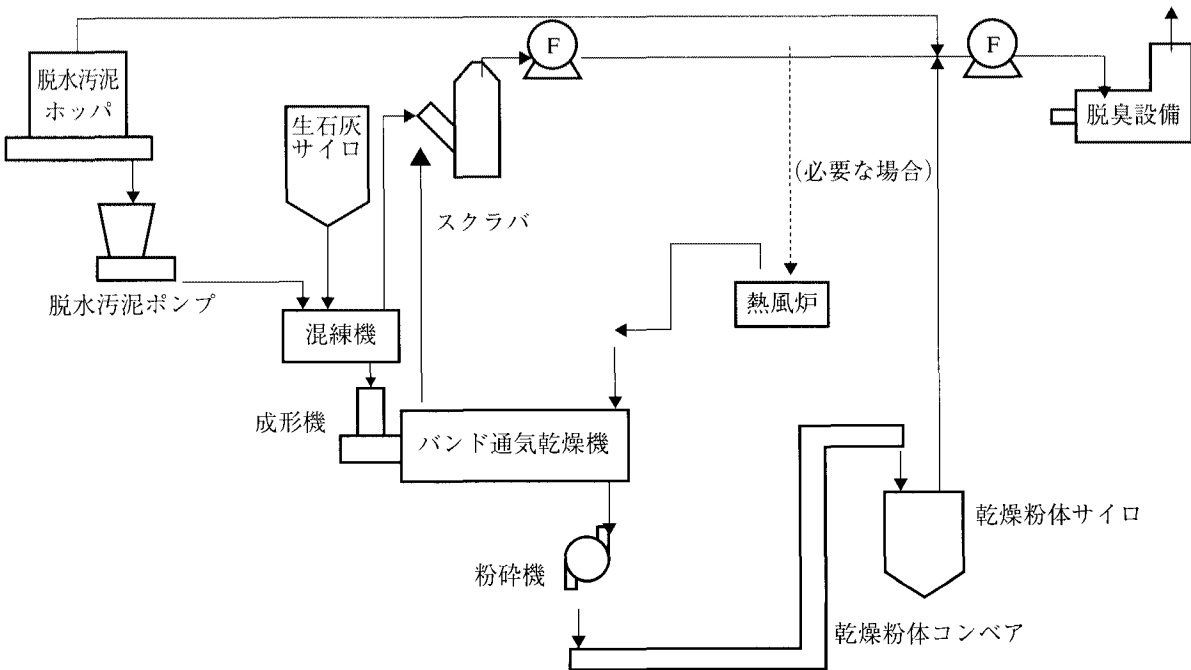 F
F
脱水汚泥
ホッパ
脱臭設備
生石灰
サイロ
(必要な場合)
スクラバ
脱水汚泥ポンプ
熱風炉
混練機
成形機
バンド通気乾燥機
乾燥粉体サイロ
粉砕機
乾燥粉体コンベア